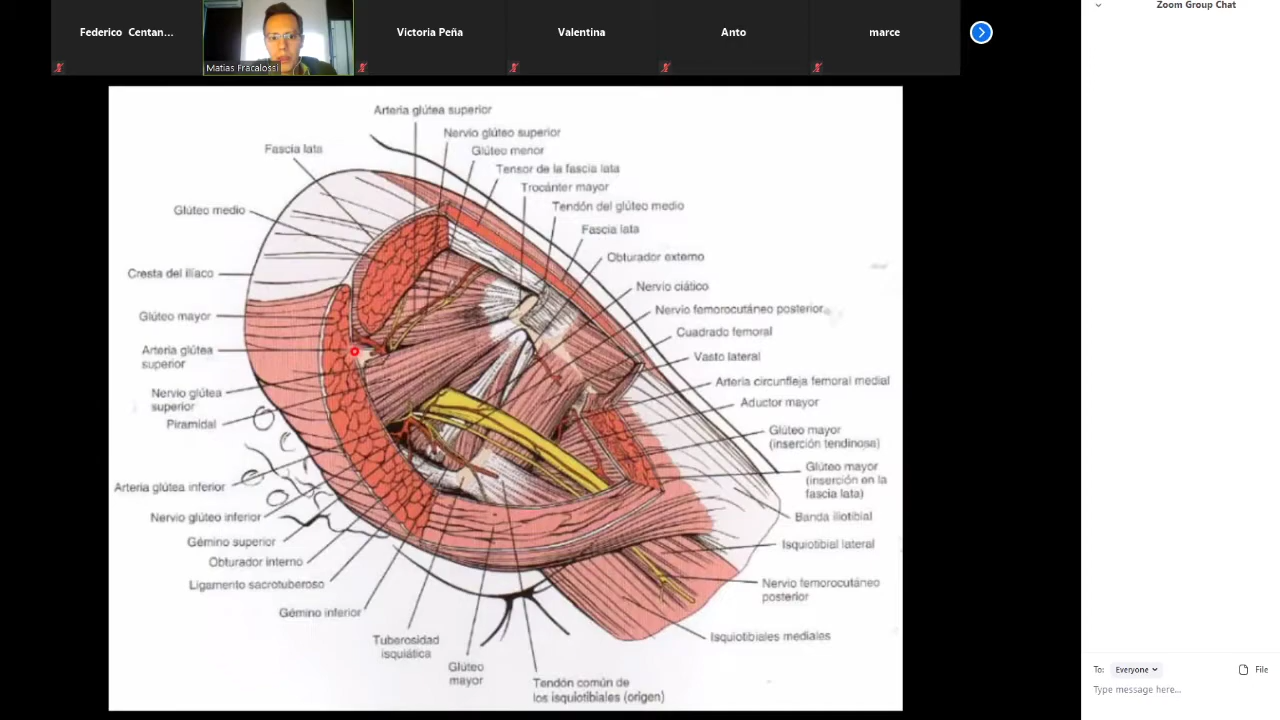 Federico Centan...
Matias Fracalossi
Victoria Peña
Valentina
Anto
marce
Zoom Group Chat
Arteria glútea superior
Nervio glúteo superior
Fascia lata
Glúteo menor
Tensor de la fascia lata
Trocánter mayor
Tendón del glúteo medio
Glúteo medio
Fascia lata
Obturador externo
Cresta del ilíaco
Nervio ciático
Nervio femorocutáneo posterior
Glúteo mayor
Cuadrado femoral
Arteria glútea
superior
Vasto lateral
Arteria circunfleja femoral medial
Nervio glútea
superior
Aductor mayor
Piramidal
Glúteo mayor
(inserción tendinosa)
Glúteo mayor
(inserción en la
fascia lata)
Arteria glútea inferior
Nervio glúteo inferior
Banda iliotibial
Gémino superior
Isquiotibial lateral
Obturador interno
Ligamento sacrotuberoso
Nervio femorocutáneo
posterior
Gémino inferior
Tuberosidad
isquiática
Isquiotibiales mediales
Glúteo
mayor
Tendón común de
los isquiotibiales (origen)
To: Everyone
File
Type message here...